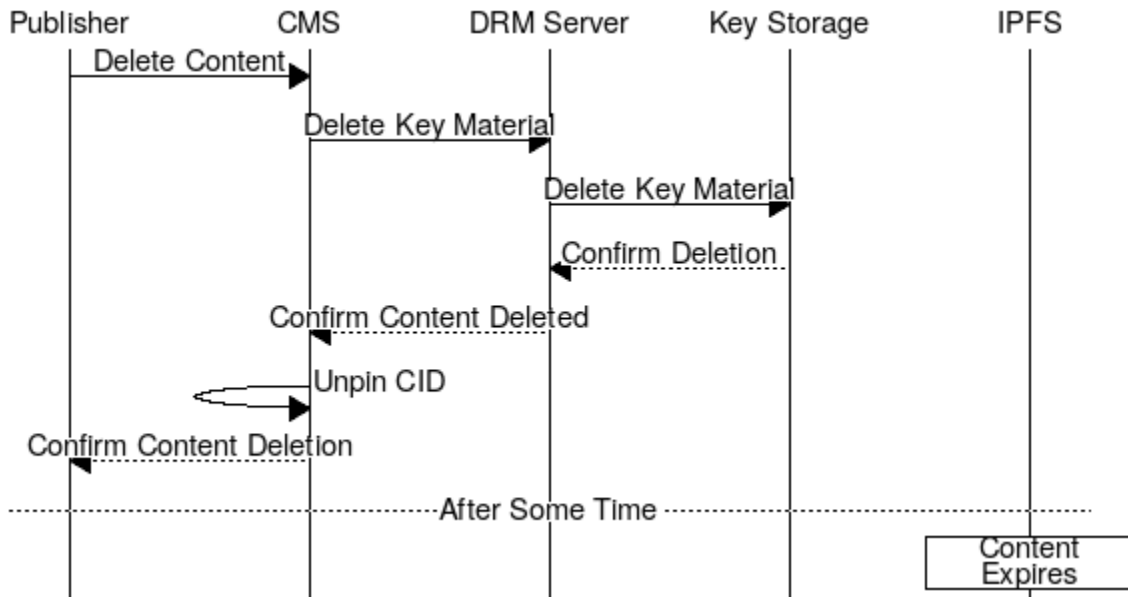 Publisher CMS DRM Server Key Storage IPFS
Delete Content
Delete Key Material
Delete Key Material
Confirm Deletion
Confirm Content Deleted
Unpin CID
Confirm Content Deletion
After Some Time
Content
Expires